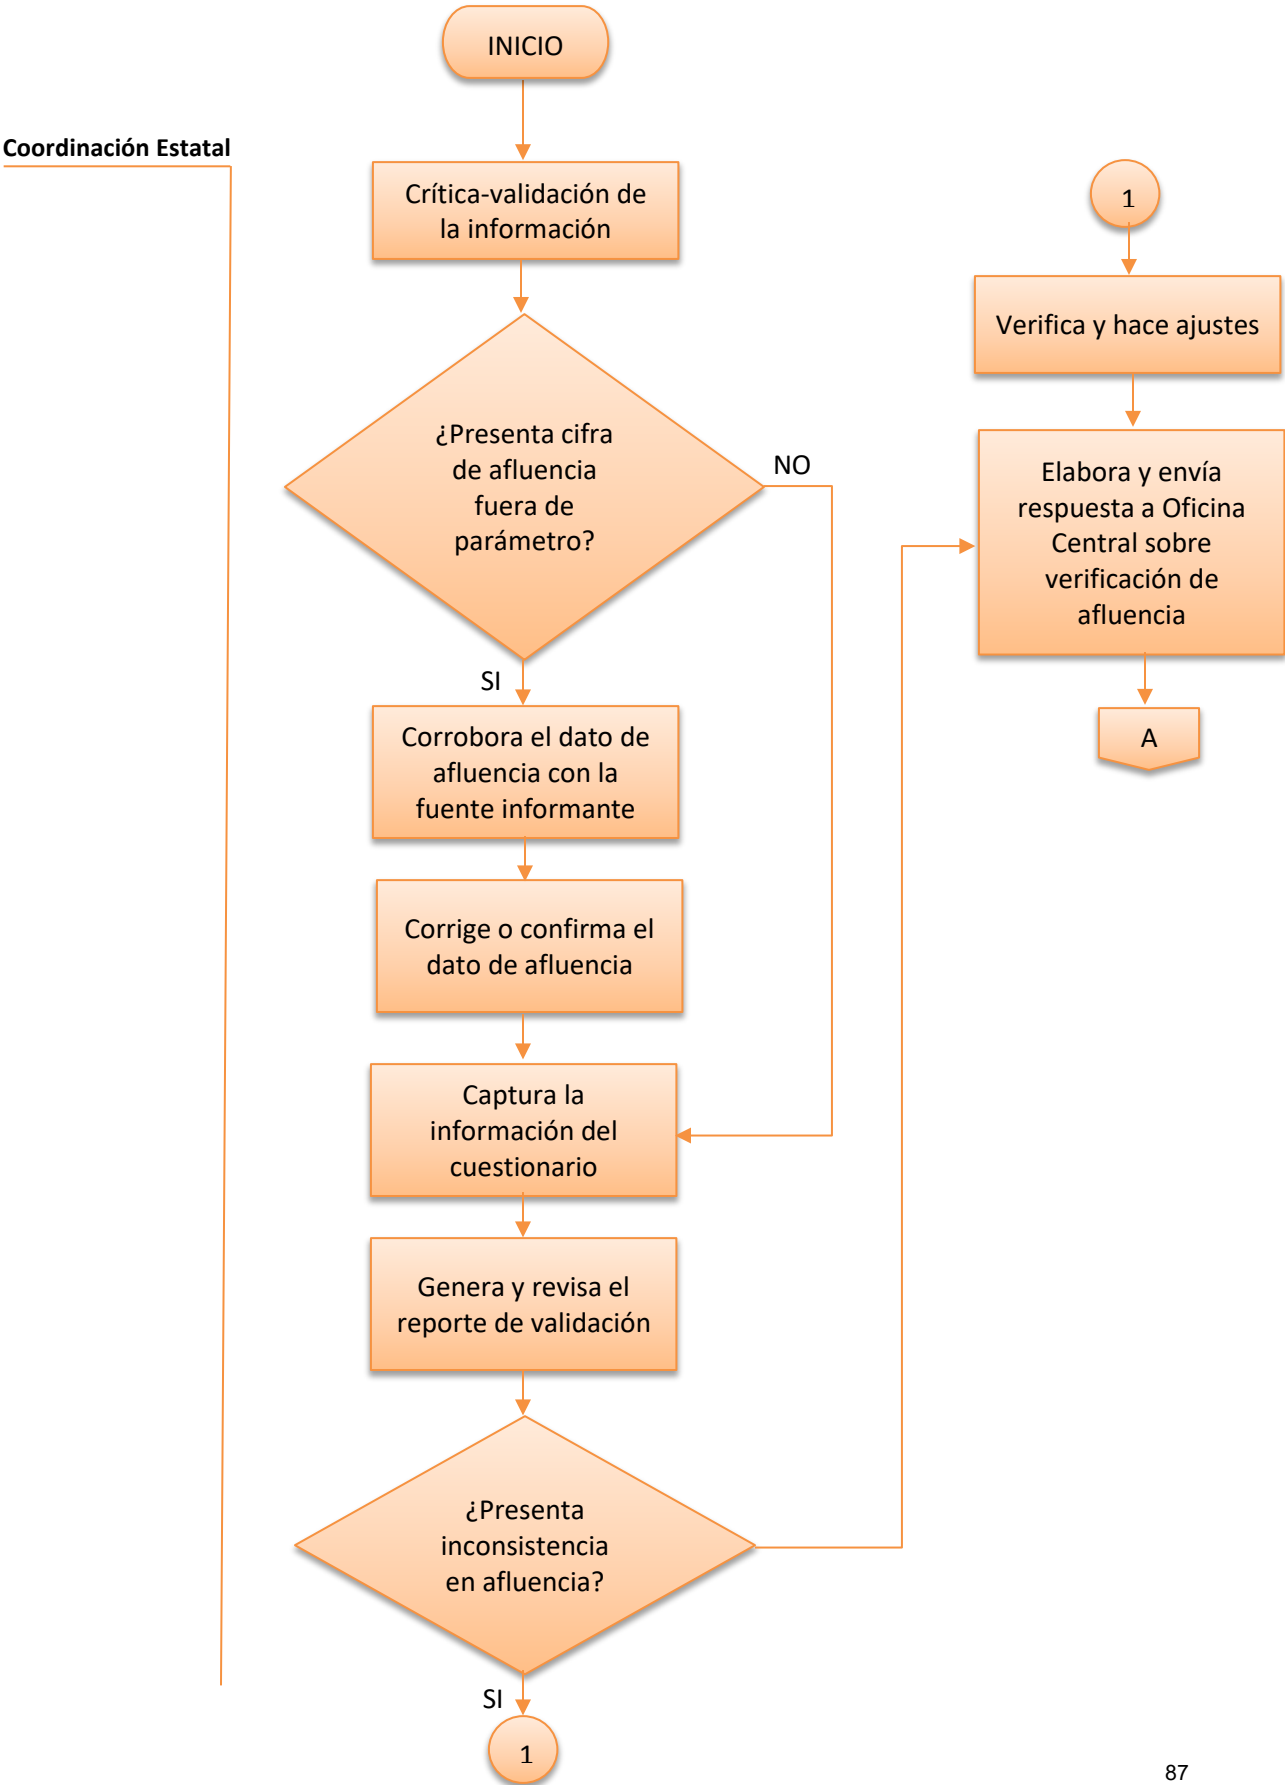 INICIO
Coordinación Estatal
Crítica-validación de
la información
¿Presenta cifra
de afluencia
fuera de
parámetro?
NO
SI
Corrobora el dato de
afluencia con la
fuente informante
Corrige o confirma el
dato de afluencia
Captura la
información del
cuestionario
Genera y revisa el
reporte de validación
¿Presenta
inconsistencia
en afluencia?
SI
1
1
Verifica y hace ajustes
Elabora y envía
respuesta a Oficina
Central sobre
verificación de
afluencia
A
87